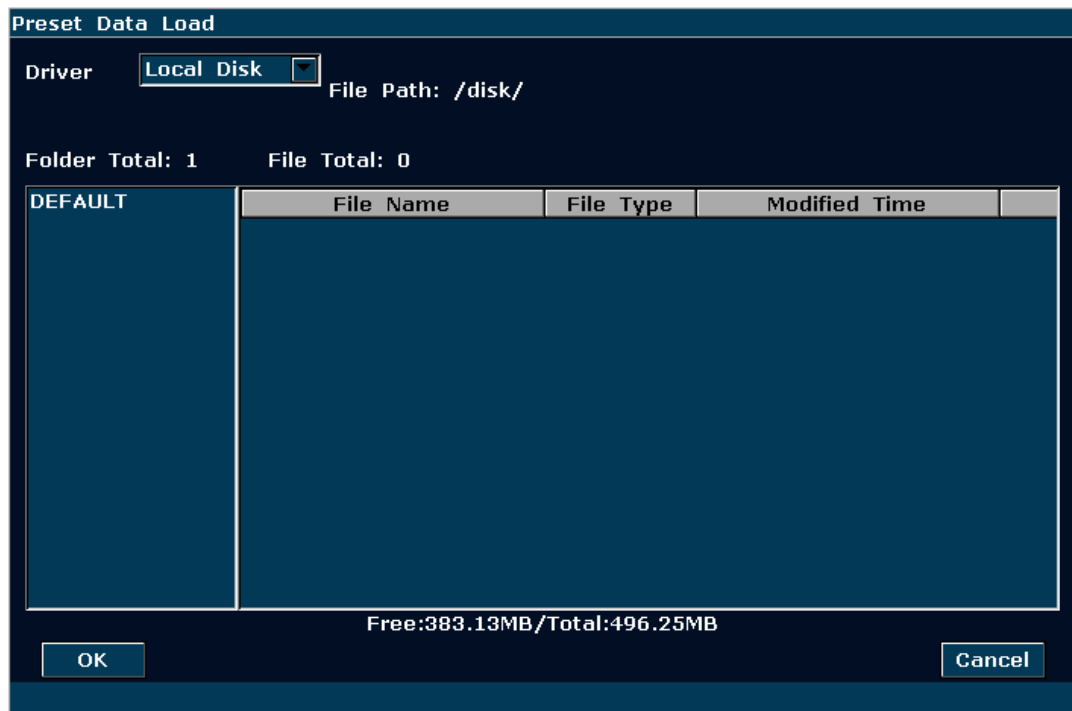 Preset Data Load
Driver Local Disk
File Path: /disk/
Folder Total: 1 File Total: 0
DEFAULT File Name File Type Modified Time
Free:383.13MB/Total:496.25MB
OK Cancel